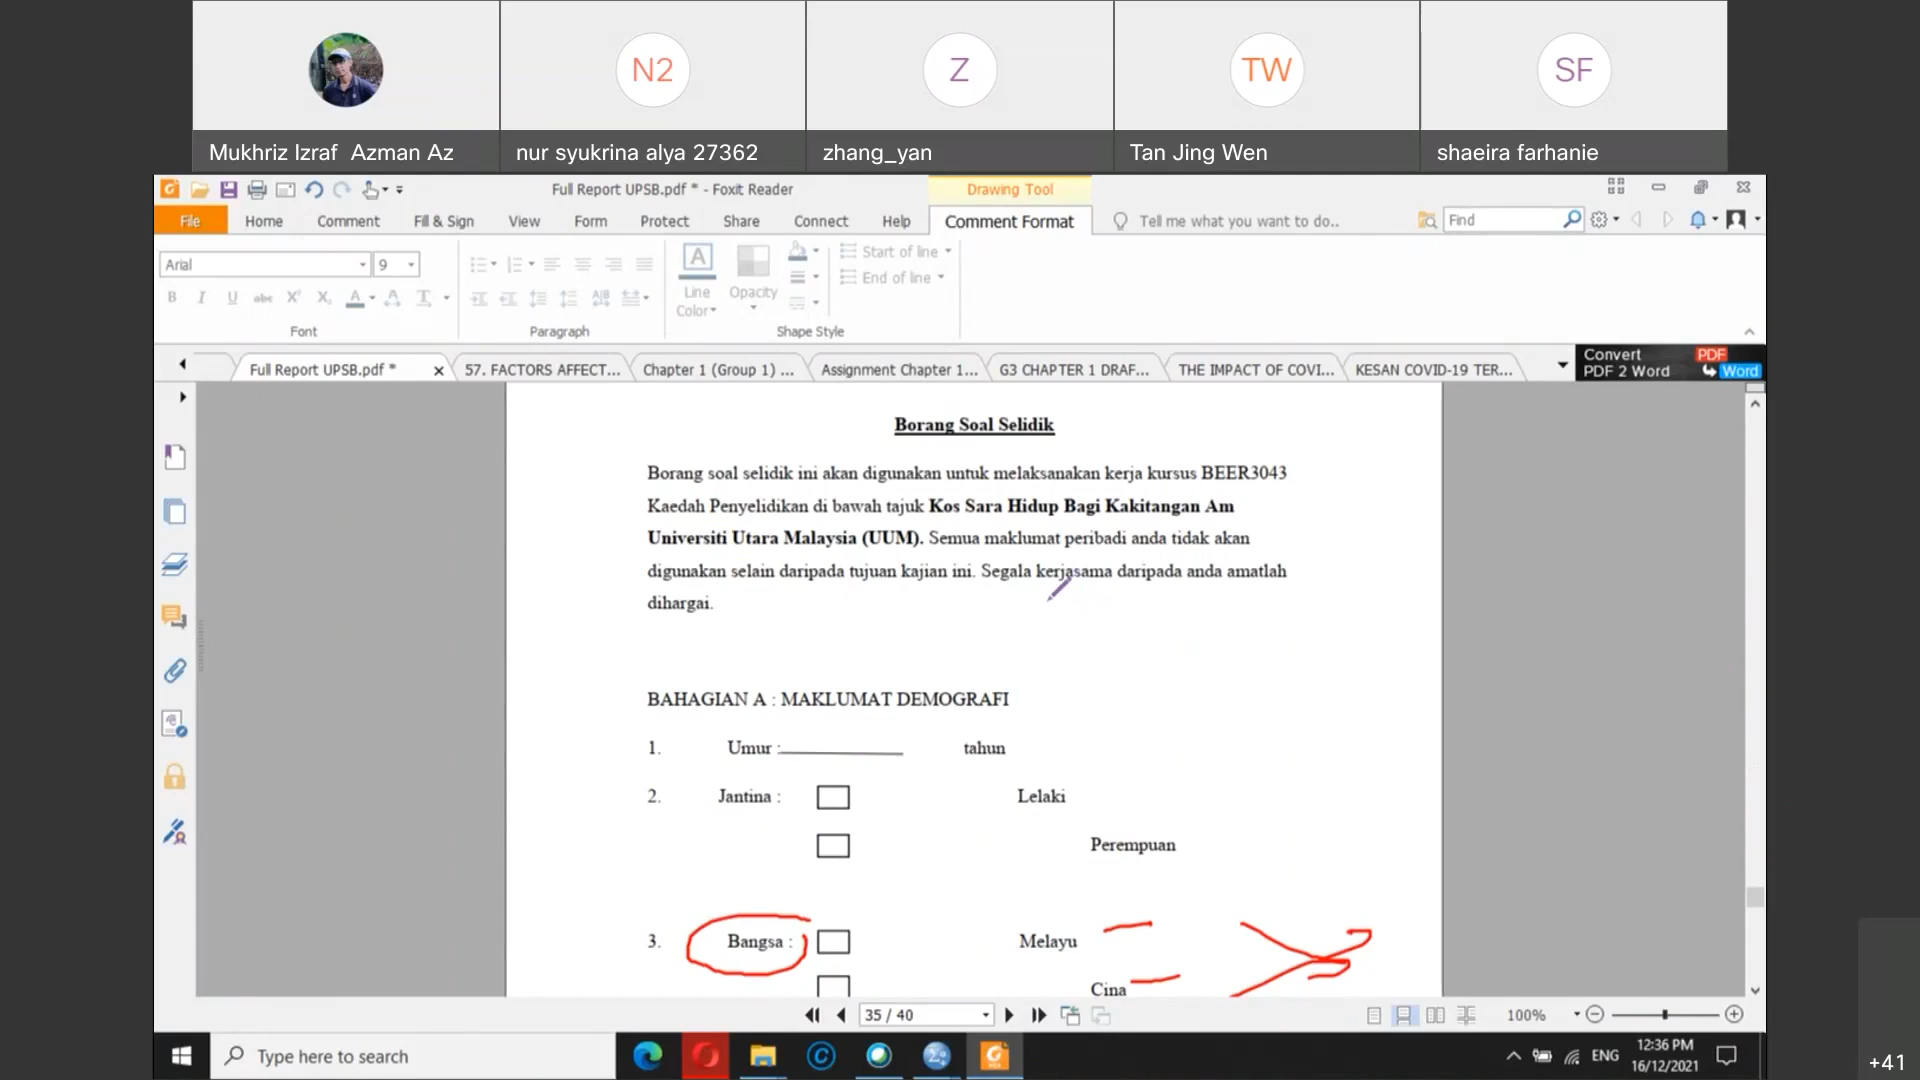 N2
Z
TW
SF
Mukhriz Izraf Azman Az
nur syukrina alya 27362
zhang_yan
Tan Jing Wen
shaeira farhanie
Full Report UPSB.pdf * - Foxit Reader
Drawing Tool
File
Home
Comment
Fill & Sign
View
Form
Protect
Share
Connect
Help
Comment Format
Tell me what you want to do..
Find
Arial
9
Start of line
End of line
Line Color
Opacity
Font
Paragraph
Shape Style
Full Report UPSB.pdf *
57. FACTORS AFFECT...
Chapter 1 (Group 1) ...
Assignment Chapter 1...
G3 CHAPTER 1 DRAF...
THE IMPACT OF COVI...
KESAN COVID-19 TER...
Convert PDF
PDF 2 Word Word
Borang Soal Selidik
Borang soal selidik ini akan digunakan untuk melaksanakan kerja kursus BEER3043
Kaedah Penyelidikan di bawah tajuk Kos Sara Hidup Bagi Kakitangan Am
Universiti Utara Malaysia (UUM). Semua maklumat peribadi anda tidak akan
digunakan selain daripada tujuan kajian ini. Segala kerjasama daripada anda amatlah
dihargai.
BAHAGIAN A : MAKLUMAT DEMOGRAFI
1. Umur : tahun
2. Jantina : Lelaki
Perempuan
3. Bangsa : Melayu
Cina
35 / 40
100%
Type here to search
ENG
12:36 PM
16/12/2021
+41